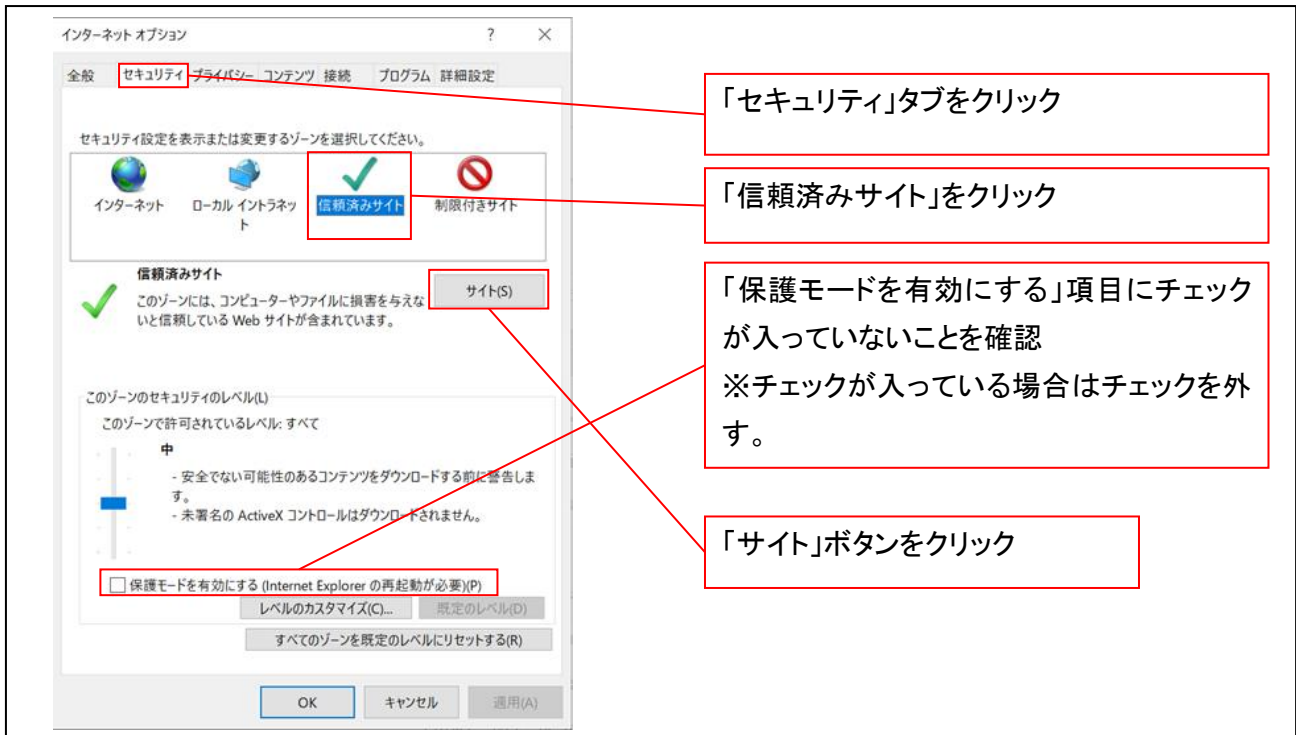 インターネット オプション
? ×
全般 セキュリティ プライバシー コンテンツ 接続 プログラム 詳細設定
セキュリティ設定を表示または変更するゾーンを選択してください。
インターネット
ローカル イントラネッ
ト
信頼済みサイト
制限付きサイト
信頼済みサイト
このゾーンには、コンピューターやファイルに損害を与えな
いと信頼している Web サイトが含まれています。
サイト(S)
このゾーンのセキュリティのレベル(L)
このゾーンで許可されているレベル: すべて
中
- 安全でない可能性のあるコンテンツをダウンロードする前に警告しま
す。
- 未署名の ActiveX コントロールはダウンロードされません。
保護モードを有効にする (Internet Explorer の再起動が必要)(P)
レベルのカスタマイズ(C)...
既定のレベル(D)
すべてのゾーンを既定のレベルにリセットする(R)
OK
キャンセル
適用(A)
「セキュリティ」タブをクリック
「信頼済みサイト」をクリック
「保護モードを有効にする」項目にチェック
が入っていないことを確認
※チェックが入っている場合はチェックを外
す。
「サイト」ボタンをクリック